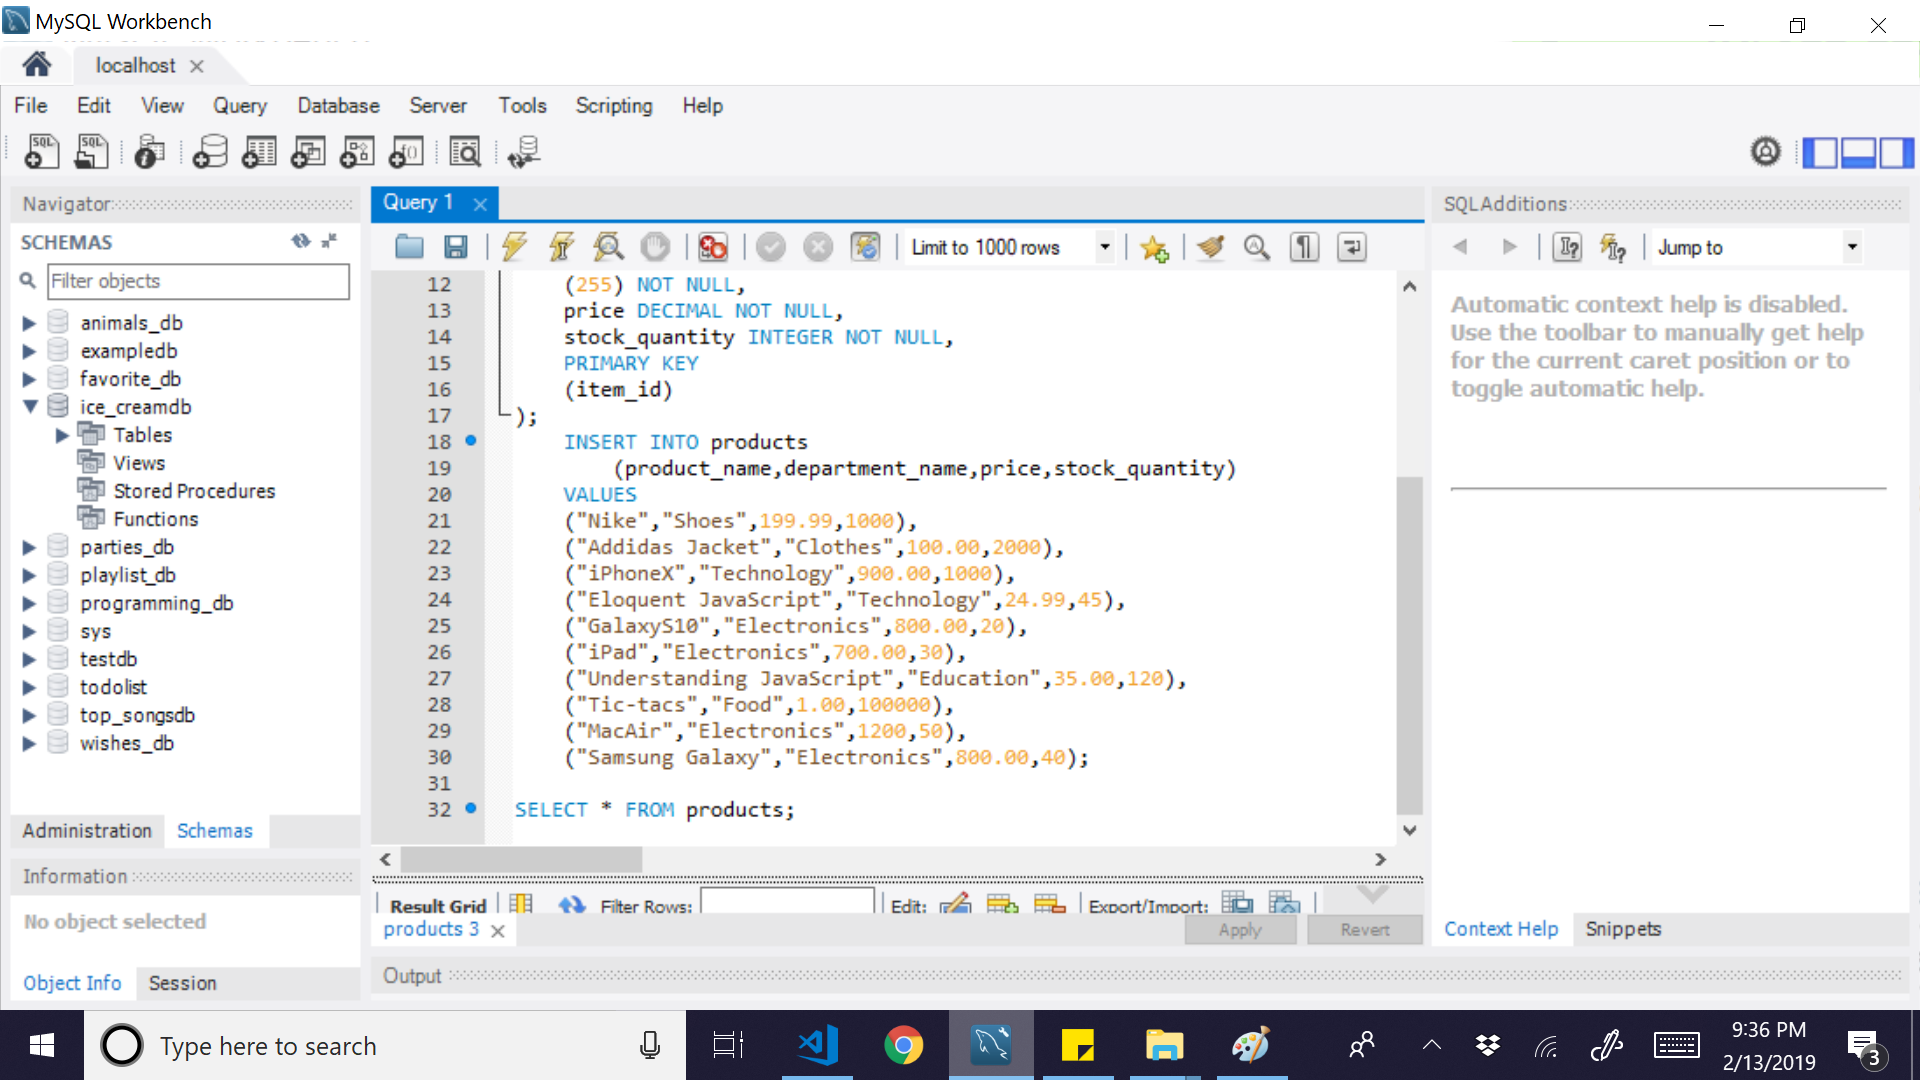 MySQL Workbench
localhost
File Edit View Query Database Server Tools Scripting Help
Navigator
SCHEMAS
Filter objects
animals_db
exampledb
favorite_db
ice_creamdb
Tables
Views
Stored Procedures
Functions
parties_db
playlist_db
programming_db
sys
testdb
todolist
top_songsdb
wishes_db
Administration Schemas
Information
No object selected
Object Info Session
Query 1
Limit to 1000 rows
12 (255) NOT NULL,
13 price DECIMAL NOT NULL,
14 stock_quantity INTEGER NOT NULL,
15 PRIMARY KEY
16 (item_id)
17 );
18 INSERT INTO products
19 (product_name,department_name,price,stock_quantity)
20 VALUES
21 ("Nike","Shoes",199.99,1000),
22 ("Addidas Jacket","Clothes",100.00,2000),
23 ("iPhoneX","Technology",900.00,1000),
24 ("Eloquent JavaScript","Technology",24.99,45),
25 ("GalaxyS10","Electronics",800.00,20),
26 ("iPad","Electronics",700.00,30),
27 ("Understanding JavaScript","Education",35.00,120),
28 ("Tic-tacs","Food",1.00,100000),
29 ("MacAir","Electronics",1200,50),
30 ("Samsung Galaxy","Electronics",800.00,40);
31
32 SELECT * FROM products;
Result Grid Filter Rows: Edit: Export/Import:
products 3
Apply Revert
Output
SQLAdditions
Jump to
Automatic context help is disabled.
Use the toolbar to manually get help
for the current caret position or to
toggle automatic help.
Context Help Snippets
Type here to search
9:36 PM
2/13/2019
3